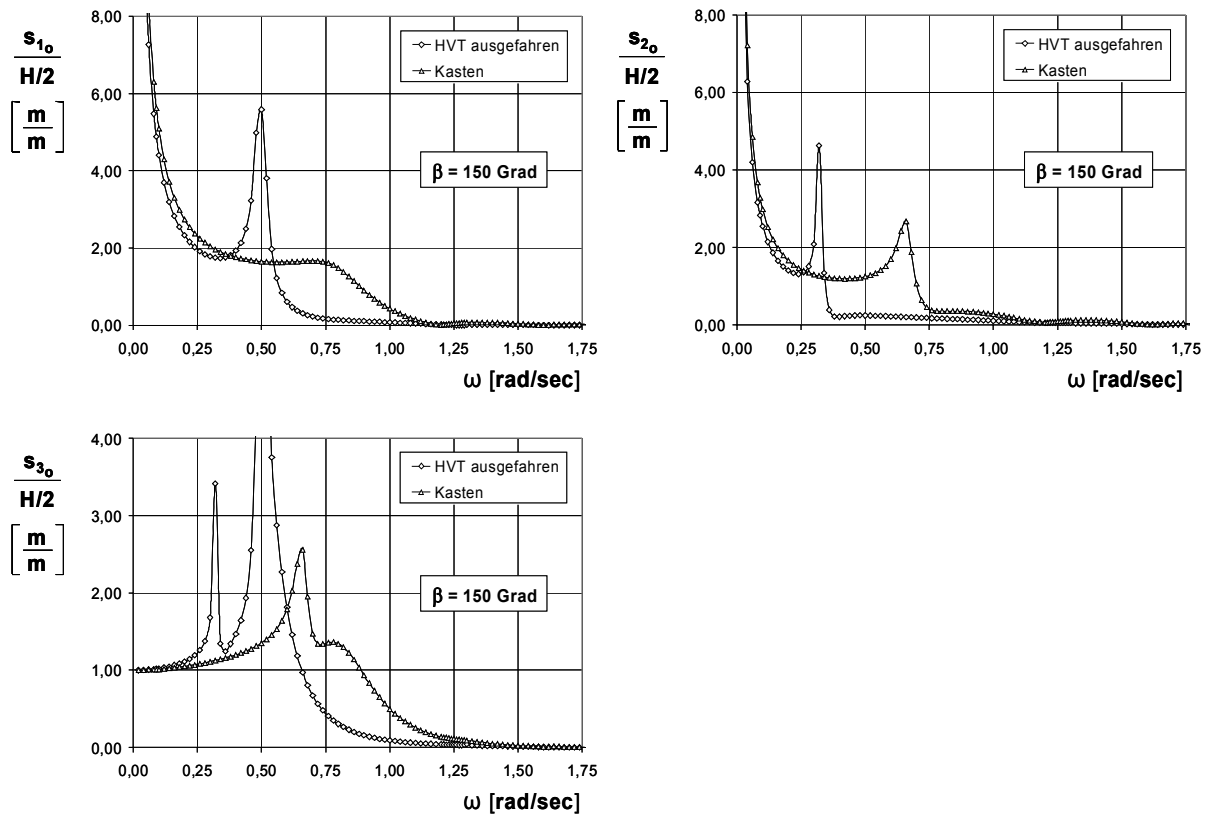 s1o
H/2
[m/m]
8,00
6,00
4,00
2,00
0,00
HVT ausgefahren
Kasten
β = 150 Grad
0,00 0,25 0,50 0,75 1,00 1,25 1,50 1,75
ω [rad/sec]
s2o
H/2
[m/m]
8,00
6,00
4,00
2,00
0,00
HVT ausgefahren
Kasten
β = 150 Grad
0,00 0,25 0,50 0,75 1,00 1,25 1,50 1,75
ω [rad/sec]
s3o
H/2
[m/m]
4,00
3,00
2,00
1,00
0,00
HVT ausgefahren
Kasten
β = 150 Grad
0,00 0,25 0,50 0,75 1,00 1,25 1,50 1,75
ω [rad/sec]